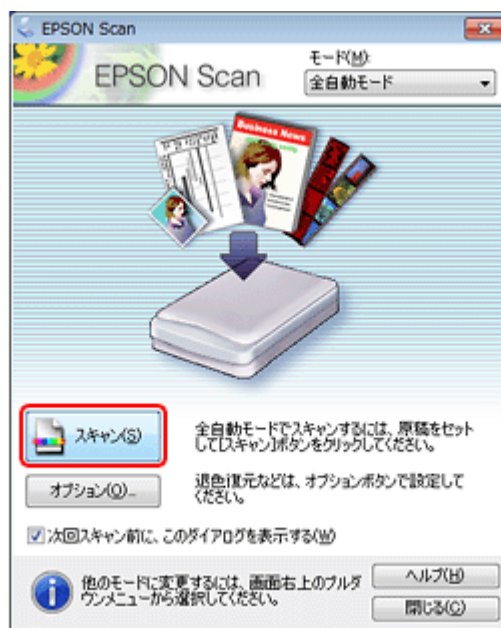 EPSON Scan
EPSON Scan
モード(M):
全自動モード
Business News
スキャン(S)
全自動モードでスキャンするには、原稿をセット
して[スキャン]ボタンをクリックしてください。
オプション(O)...
退色復元などは、オプションボタンで設定して
ください。
次回スキャン前に、このダイアログを表示する(W)
他のモードに変更するには、画面右上のプルダ
ウンメニューから選択してください。
ヘルプ(H)
閉じる(C)